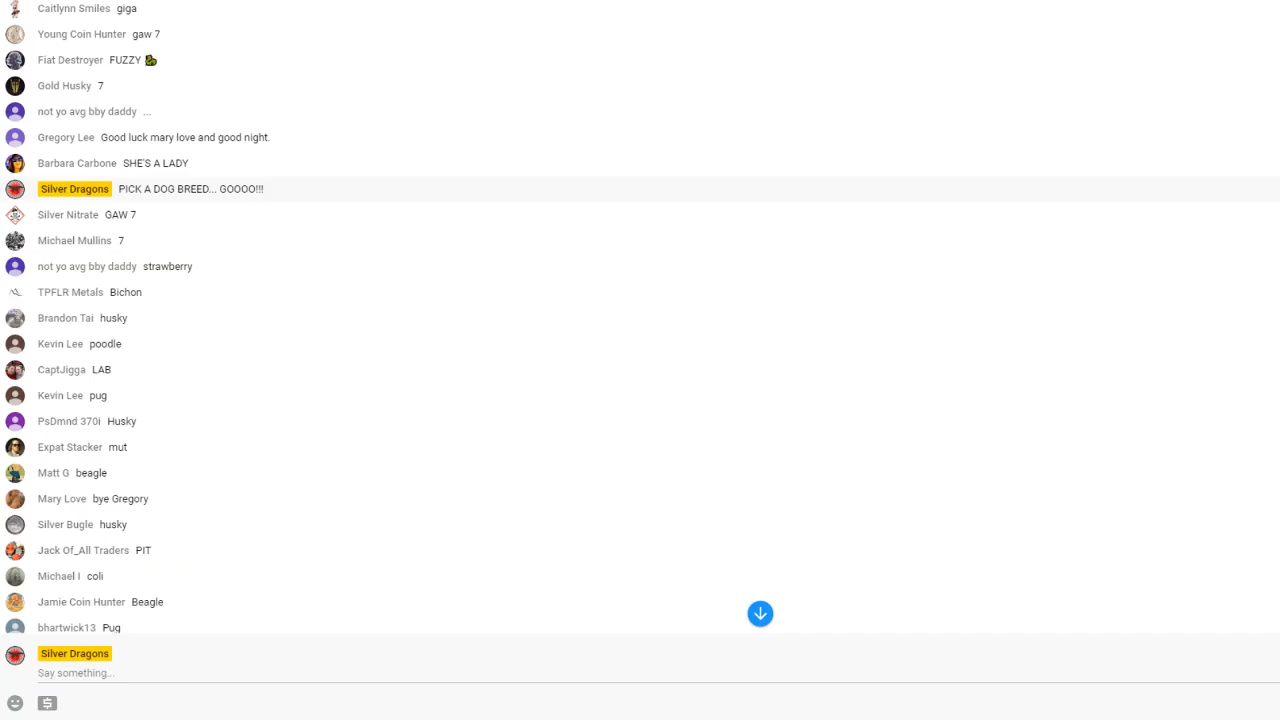 Caitlynn Smiles giga
Young Coin Hunter gaw 7
Fiat Destroyer FUZZY
Gold Husky 7
not yo avg bby daddy ...
Gregory Lee Good luck mary love and good night.
Barbara Carbone SHE'S A LADY
Silver Dragons PICK A DOG BREED... GOOOO!!!
Silver Nitrate GAW 7
Michael Mullins 7
not yo avg bby daddy strawberry
TPFLR Metals Bichon
Brandon Tai husky
Kevin Lee poodle
CaptJigga LAB
Kevin Lee pug
PsDmnd 370i Husky
Expat Stacker mut
Matt G beagle
Mary Love bye Gregory
Silver Bugle husky
Jack Of_All Traders PIT
Michael I coli
Jamie Coin Hunter Beagle
bhartwick13 Pug
Silver Dragons
Say something...